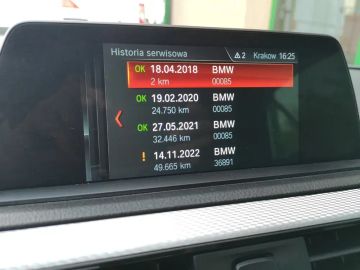 Historia serwisowa ⚠ 2 Krakow 16:25
OK 18.04.2018 BMW
2 km 00085
OK 19.02.2020 BMW
24.750 km 00085
OK 27.05.2021 BMW
32.446 km 00085
! 14.11.2022 BMW
49.665 km 36891